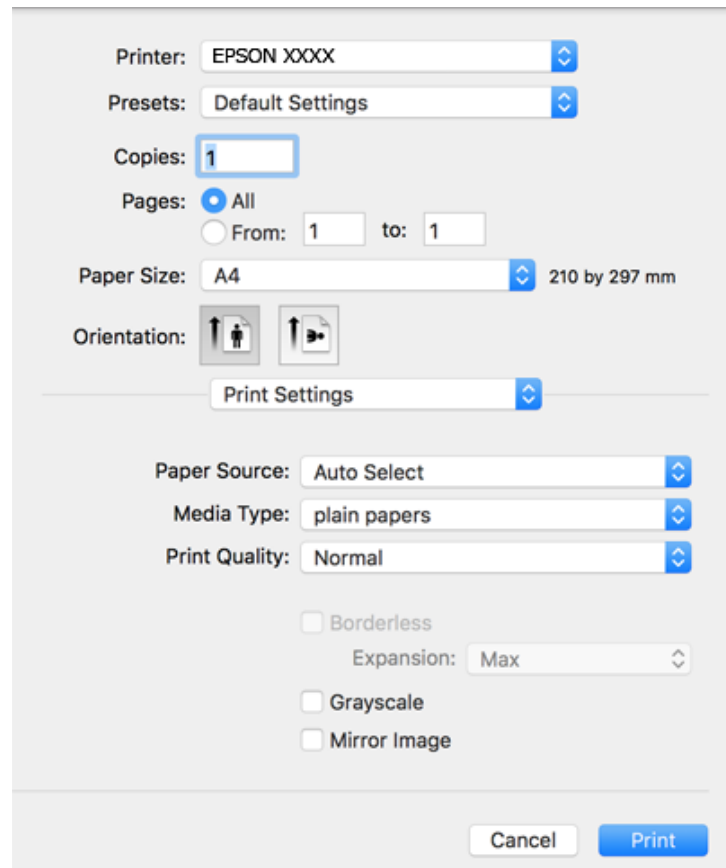 Printer: EPSON XXXX
Presets: Default Settings
Copies: 1
Pages: All
From: 1 to: 1
Paper Size: A4 210 by 297 mm
Orientation:
Print Settings
Paper Source: Auto Select
Media Type: plain papers
Print Quality: Normal
Borderless
Expansion: Max
Grayscale
Mirror Image
Cancel Print